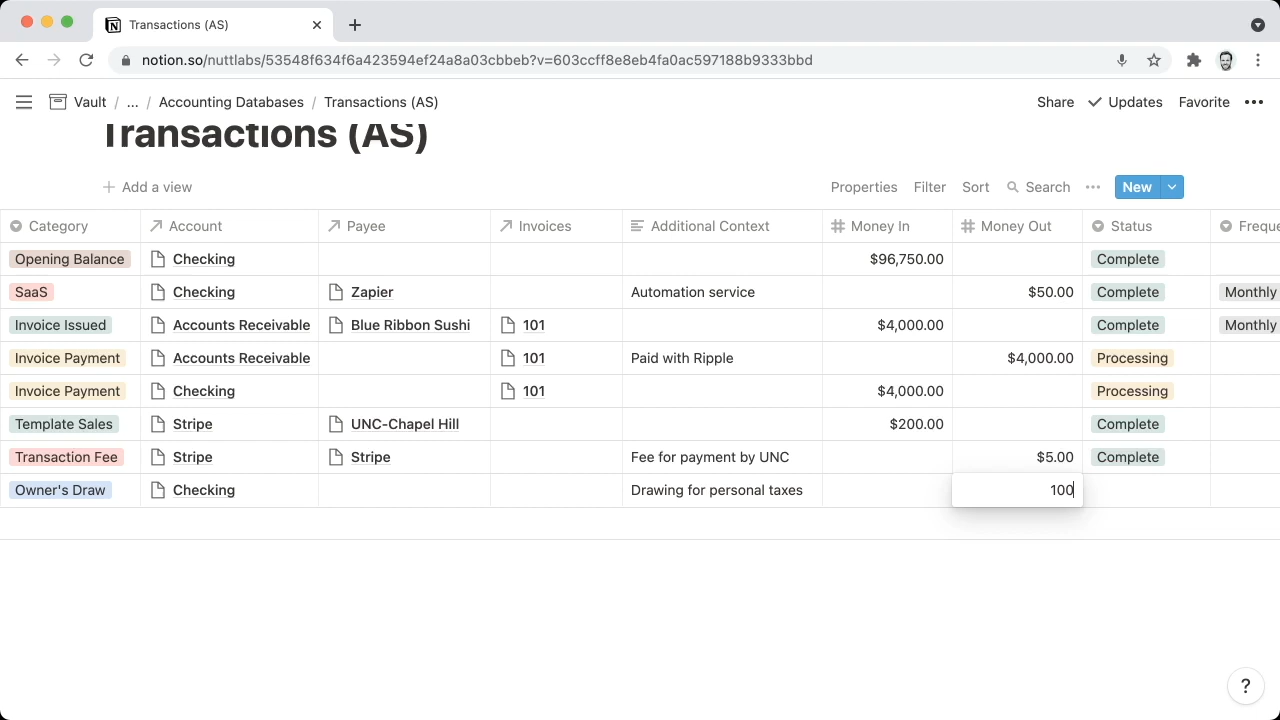 Transactions (AS)
notion.so/nuttlabs/53548f634f6a423594ef24a8a03cbbeb?v=603ccff8e8eb4fa0ac597188b9333bbd
Vault / ... / Accounting Databases / Transactions (AS) Share Updates Favorite •••
Transactions (AS)
+ Add a view Properties Filter Sort Search ••• New
Category Account Payee Invoices Additional Context # Money In # Money Out Status Freque
Opening Balance Checking $96,750.00 Complete
SaaS Checking Zapier Automation service $50.00 Complete Monthly
Invoice Issued Accounts Receivable Blue Ribbon Sushi 101 $4,000.00 Complete Monthly
Invoice Payment Accounts Receivable 101 Paid with Ripple $4,000.00 Processing
Invoice Payment Checking 101 $4,000.00 Processing
Template Sales Stripe UNC-Chapel Hill $200.00 Complete
Transaction Fee Stripe Stripe Fee for payment by UNC $5.00 Complete
Owner's Draw Checking Drawing for personal taxes 100
?